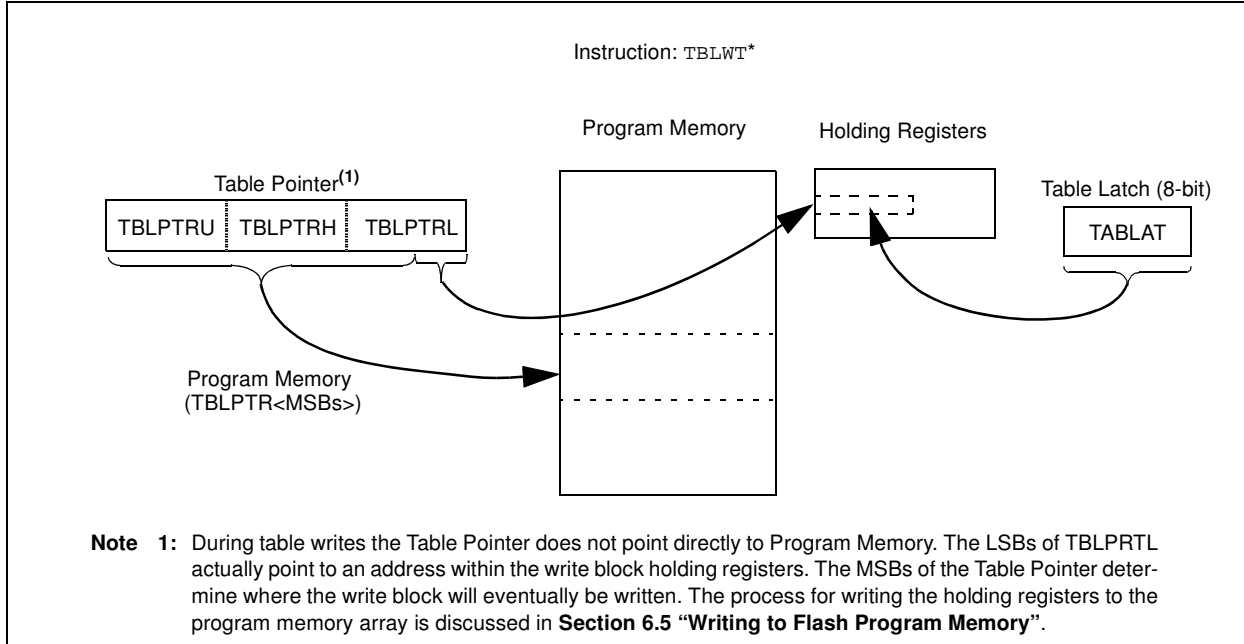 Instruction: TBLWT*
Program Memory
Holding Registers
Table Pointer(1)
Table Latch (8-bit)
TBLPTRU
TBLPTRH
TBLPTRL
TABLAT
Program Memory
(TBLPTR<MSBs>)
Note 1: During table writes the Table Pointer does not point directly to Program Memory. The LSBs of TBLPRTL
actually point to an address within the write block holding registers. The MSBs of the Table Pointer deter-
mine where the write block will eventually be written. The process for writing the holding registers to the
program memory array is discussed in Section 6.5 “Writing to Flash Program Memory”.